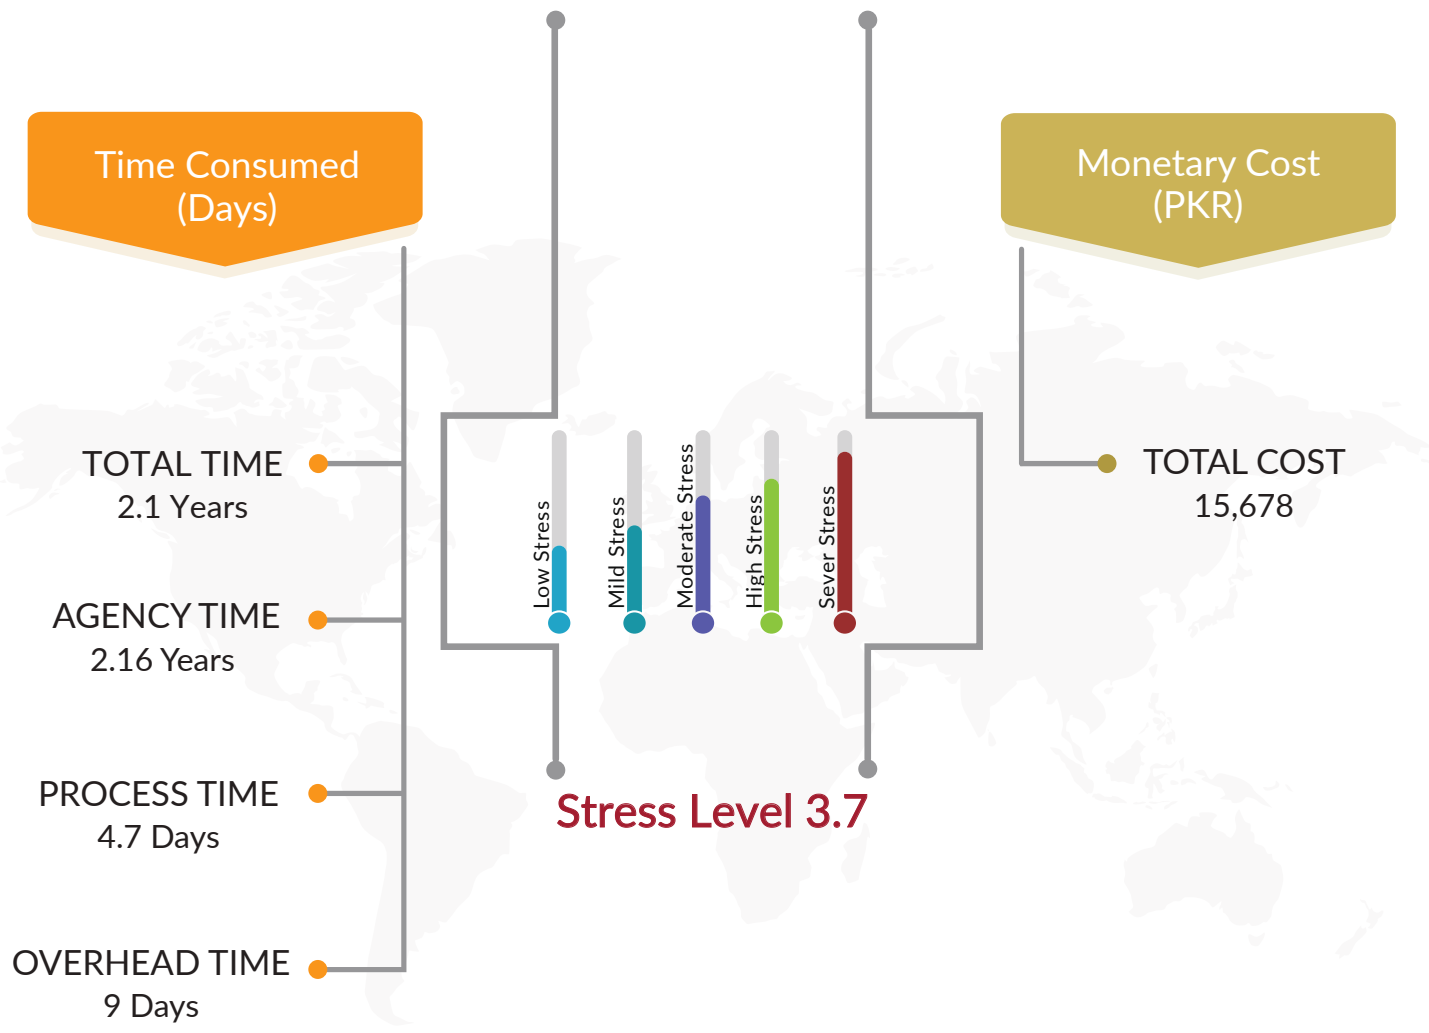 Time Consumed
(Days)
TOTAL TIME
2.1 Years
AGENCY TIME
2.16 Years
PROCESS TIME
4.7 Days
OVERHEAD TIME
9 Days
Low Stress
Mild Stress
Moderate Stress
High Stress
Sever Stress
Stress Level 3.7
Monetary Cost
(PKR)
TOTAL COST
15,678